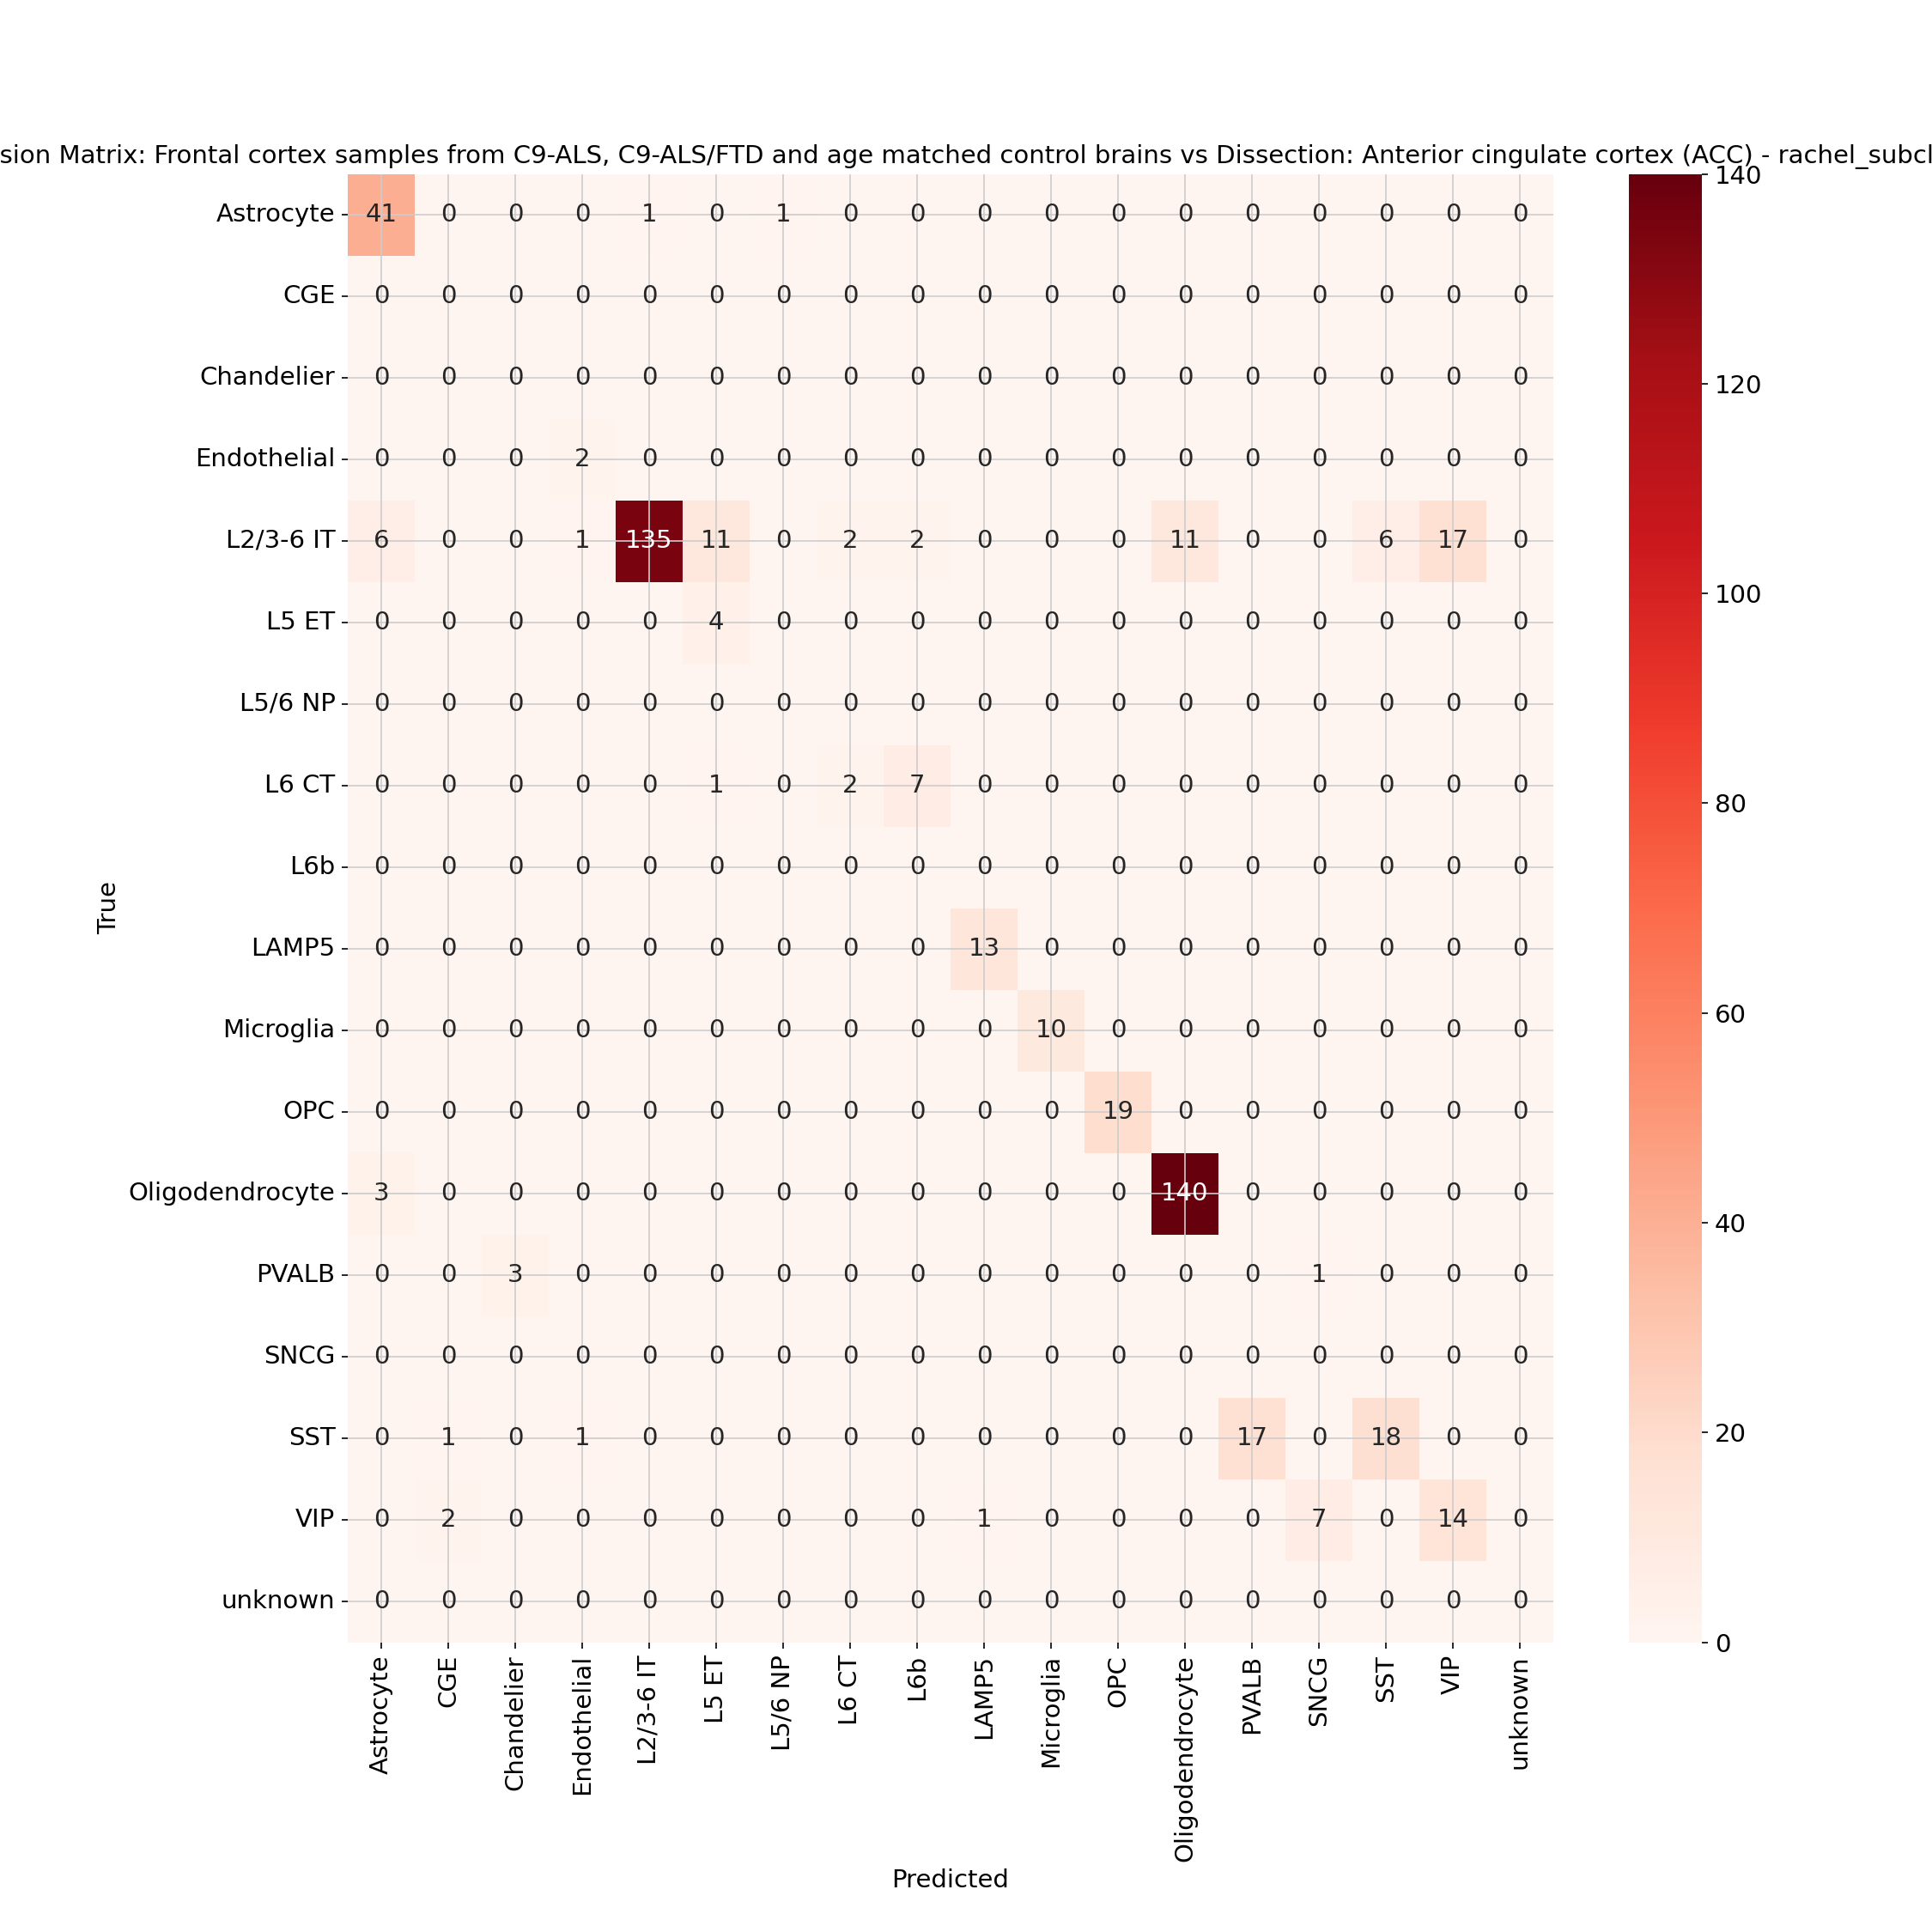 sion Matrix: Frontal cortex samples from C9-ALS, C9-ALS/FTD and age matched control brains vs Dissection: Anterior cingulate cortex (ACC) - rachel_subcl
Astrocyte 41 0 0 0 1 0 1 0 0 0 0 0 0 0 0 0 0 0
CGE 0 0 0 0 0 0 0 0 0 0 0 0 0 0 0 0 0 0
Chandelier 0 0 0 0 0 0 0 0 0 0 0 0 0 0 0 0 0 0
Endothelial 0 0 0 2 0 0 0 0 0 0 0 0 0 0 0 0 0 0
L2/3-6 IT 6 0 0 1 135 11 0 2 2 0 0 0 11 0 0 6 17 0
L5 ET 0 0 0 0 0 4 0 0 0 0 0 0 0 0 0 0 0 0
L5/6 NP 0 0 0 0 0 0 0 0 0 0 0 0 0 0 0 0 0 0
L6 CT 0 0 0 0 0 1 0 2 7 0 0 0 0 0 0 0 0 0
L6b 0 0 0 0 0 0 0 0 0 0 0 0 0 0 0 0 0 0
LAMP5 0 0 0 0 0 0 0 0 0 13 0 0 0 0 0 0 0 0
Microglia 0 0 0 0 0 0 0 0 0 0 10 0 0 0 0 0 0 0
OPC 0 0 0 0 0 0 0 0 0 0 0 19 0 0 0 0 0 0
Oligodendrocyte 3 0 0 0 0 0 0 0 0 0 0 0 140 0 0 0 0 0
PVALB 0 0 3 0 0 0 0 0 0 0 0 0 0 0 1 0 0 0
SNCG 0 0 0 0 0 0 0 0 0 0 0 0 0 0 0 0 0 0
SST 0 1 0 1 0 0 0 0 0 0 0 0 0 17 0 18 0 0
VIP 0 2 0 0 0 0 0 0 0 1 0 0 0 0 7 0 14 0
unknown 0 0 0 0 0 0 0 0 0 0 0 0 0 0 0 0 0 0
True
Astrocyte
CGE
Chandelier
Endothelial
L2/3-6 IT
L5 ET
L5/6 NP
L6 CT
L6b
LAMP5
Microglia
OPC
Oligodendrocyte
PVALB
SNCG
SST
VIP
unknown
Predicted
140
120
100
80
60
40
20
0